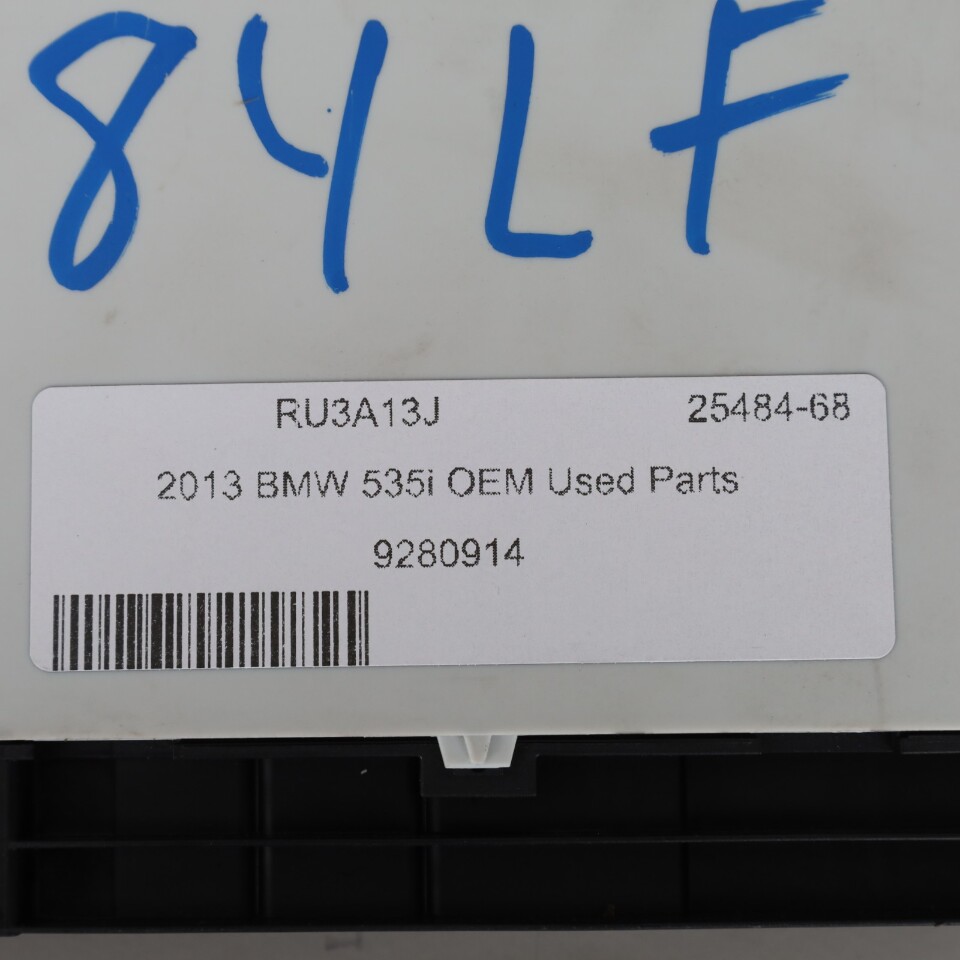 84LF
RU3A13J 25484-68
2013 BMW 535i OEM Used Parts
9280914